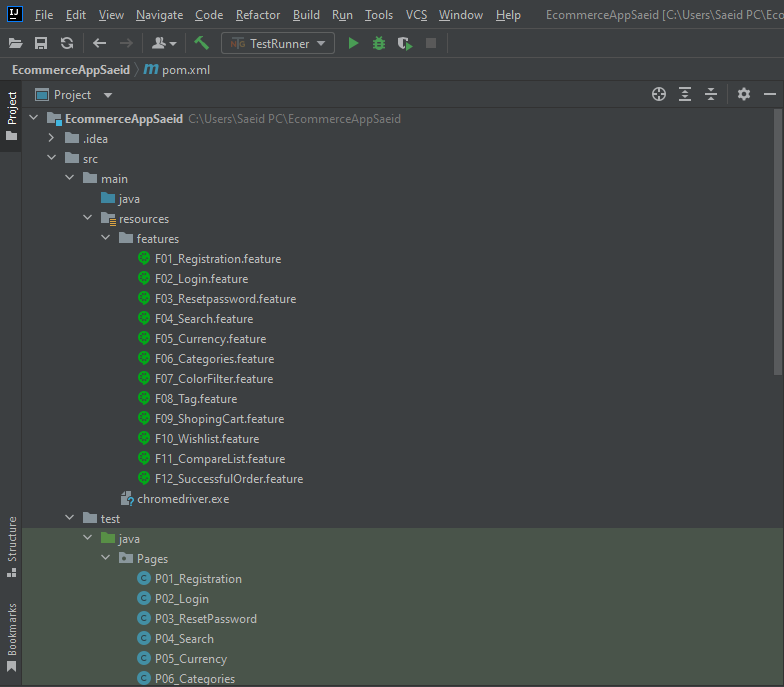 File Edit View Navigate Code Refactor Build Run Tools VCS Window Help EcommerceAppSaeid [C:\Users\Saeid PC\Eco
TestRunner
EcommerceAppSaeid m pom.xml
Project
Project
EcommerceAppSaeid C:\Users\Saeid PC\EcommerceAppSaeid
.idea
src
main
java
resources
features
F01_Registration.feature
F02_Login.feature
F03_Resetpassword.feature
F04_Search.feature
F05_Currency.feature
F06_Categories.feature
F07_ColorFilter.feature
F08_Tag.feature
F09_ShopingCart.feature
F10_Wishlist.feature
F11_CompareList.feature
F12_SuccessfulOrder.feature
chromedriver.exe
test
java
Pages
P01_Registration
P02_Login
P03_ResetPassword
P04_Search
P05_Currency
P06_Categories
Structure
Bookmarks